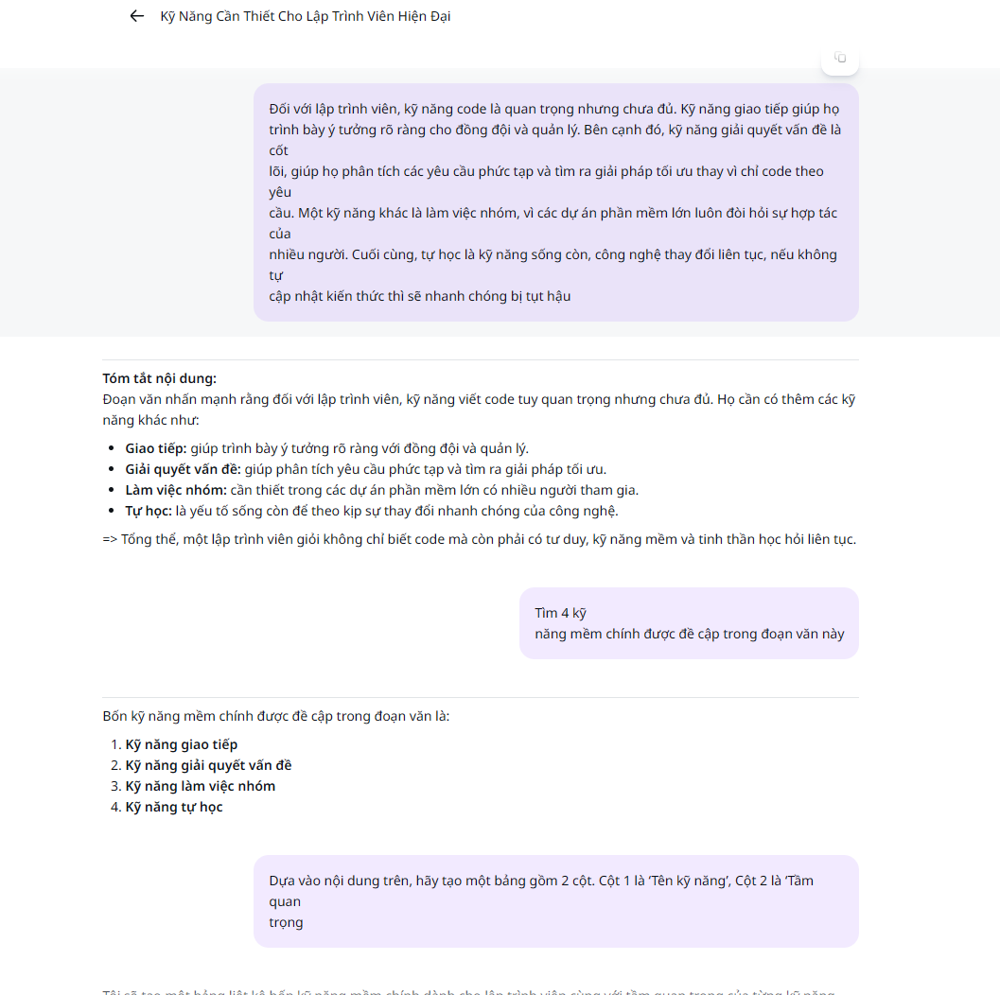 Kỹ Năng Cần Thiết Cho Lập Trình Viên Hiện Đại
Đối với lập trình viên, kỹ năng code là quan trọng nhưng chưa đủ. Kỹ năng giao tiếp giúp họ
trình bày ý tưởng rõ ràng cho đồng đội và quản lý. Bên cạnh đó, kỹ năng giải quyết vấn đề là
cốt
lõi, giúp họ phân tích các yêu cầu phức tạp và tìm ra giải pháp tối ưu thay vì chỉ code theo
yêu
cầu. Một kỹ năng khác là làm việc nhóm, vì các dự án phần mềm lớn luôn đòi hỏi sự hợp tác
của
nhiều người. Cuối cùng, tự học là kỹ năng sống còn, công nghệ thay đổi liên tục, nếu không
tự
cập nhật kiến thức thì sẽ nhanh chóng bị tụt hậu
Tóm tắt nội dung:
Đoạn văn nhấn mạnh rằng đối với lập trình viên, kỹ năng viết code tuy quan trọng nhưng chưa đủ. Họ cần có thêm các kỹ
năng khác như:
• Giao tiếp: giúp trình bày ý tưởng rõ ràng với đồng đội và quản lý.
• Giải quyết vấn đề: giúp phân tích yêu cầu phức tạp và tìm ra giải pháp tối ưu.
• Làm việc nhóm: cần thiết trong các dự án phần mềm lớn có nhiều người tham gia.
• Tự học: là yếu tố sống còn để theo kịp sự thay đổi nhanh chóng của công nghệ.
=> Tổng thể, một lập trình viên giỏi không chỉ biết code mà còn phải có tư duy, kỹ năng mềm và tinh thần học hỏi liên tục.
Tìm 4 kỹ
năng mềm chính được đề cập trong đoạn văn này
Bốn kỹ năng mềm chính được đề cập trong đoạn văn là:
1. Kỹ năng giao tiếp
2. Kỹ năng giải quyết vấn đề
3. Kỹ năng làm việc nhóm
4. Kỹ năng tự học
Dựa vào nội dung trên, hãy tạo một bảng gồm 2 cột. Cột 1 là ‘Tên kỹ năng’, Cột 2 là ‘Tầm
quan
trọng
Tôi sẽ tạo một bảng liệt kê bốn kỹ năng mềm chính dành cho lập trình viên cùng với tầm quan trọng của từng kỹ năng